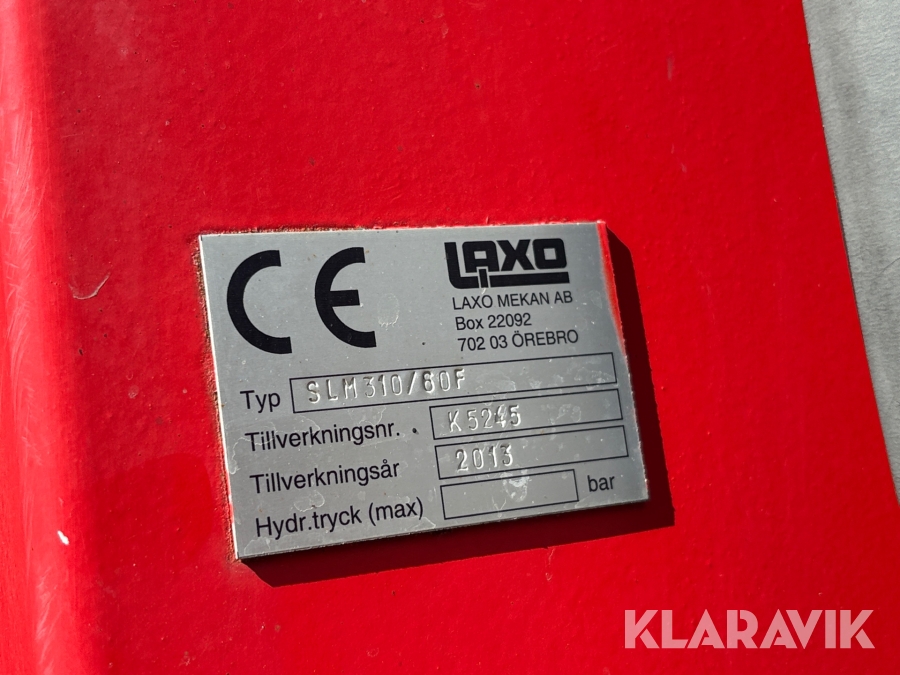 CE
LAXO
LAXO MEKAN AB
Box 22092
702 03 ÖREBRO
Typ SLM310/60F
Tillverkningsnr. K5245
Tillverkningsår 2013
Hydr.tryck (max) bar
KLARAVIK